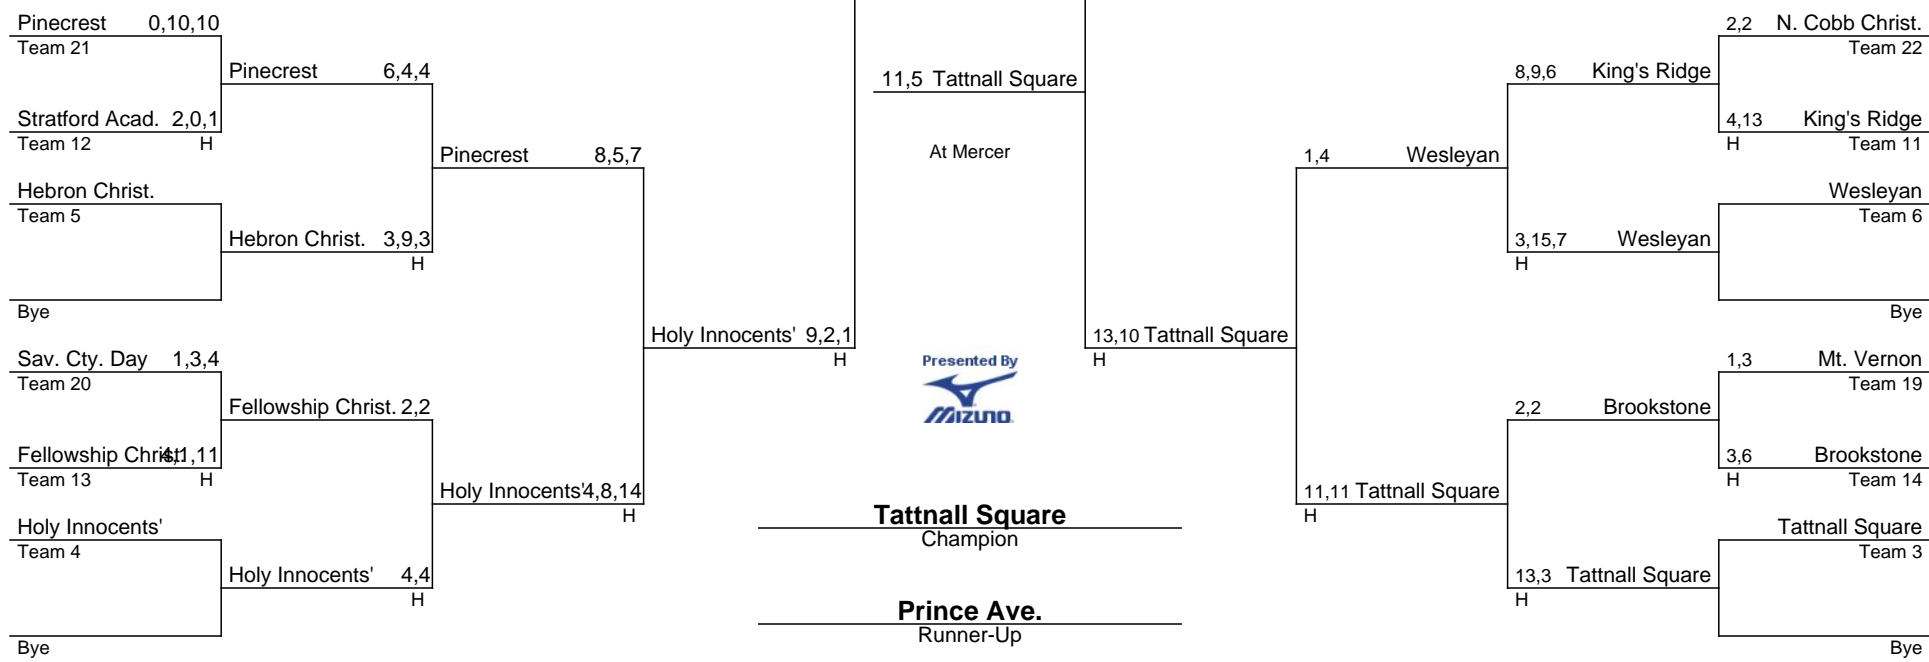 Pinecrest 0,10,10
Team 21
Pinecrest 6,4,4
Stratford Acad. 2,0,1
Team 12 H
Pinecrest 8,5,7
Hebron Christ.
Team 5
Hebron Christ. 3,9,3
H
Bye
Holy Innocents' 9,2,1
H
Sav. Cty. Day 1,3,4
Team 20
Fellowship Christ. 2,2
Fellowship Christ. 4,1,11
Team 13 H
Holy Innocents' 4,8,14
H
Holy Innocents'
Team 4
Holy Innocents' 4,4
H
Bye
11,5 Tattnall Square
At Mercer
Presented By
MIZUNO
Tattnall Square
Champion
Prince Ave.
Runner-Up
2,2 N. Cobb Christ.
Team 22
8,9,6 King's Ridge
4,13 King's Ridge
H Team 11
1,4 Wesleyan
Wesleyan
Team 6
3,15,7 Wesleyan
H
Bye
13,10 Tattnall Square
H
1,3 Mt. Vernon
Team 19
2,2 Brookstone
3,6 Brookstone
H Team 14
11,11 Tattnall Square
H
Tattnall Square
Team 3
13,3 Tattnall Square
H
Bye